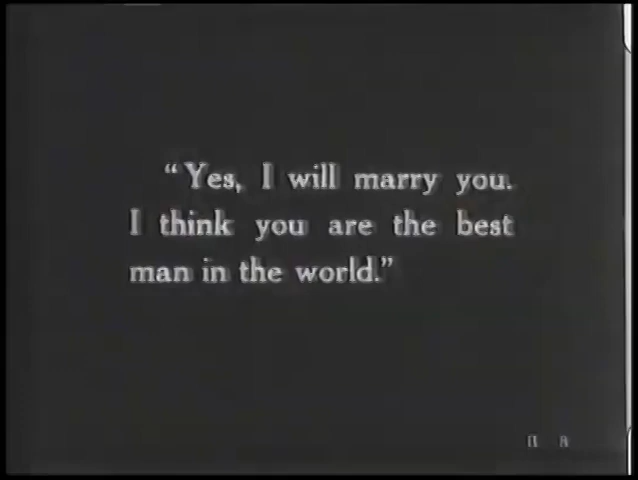 “Yes, I will marry you.
I think you are the best
man in the world.”